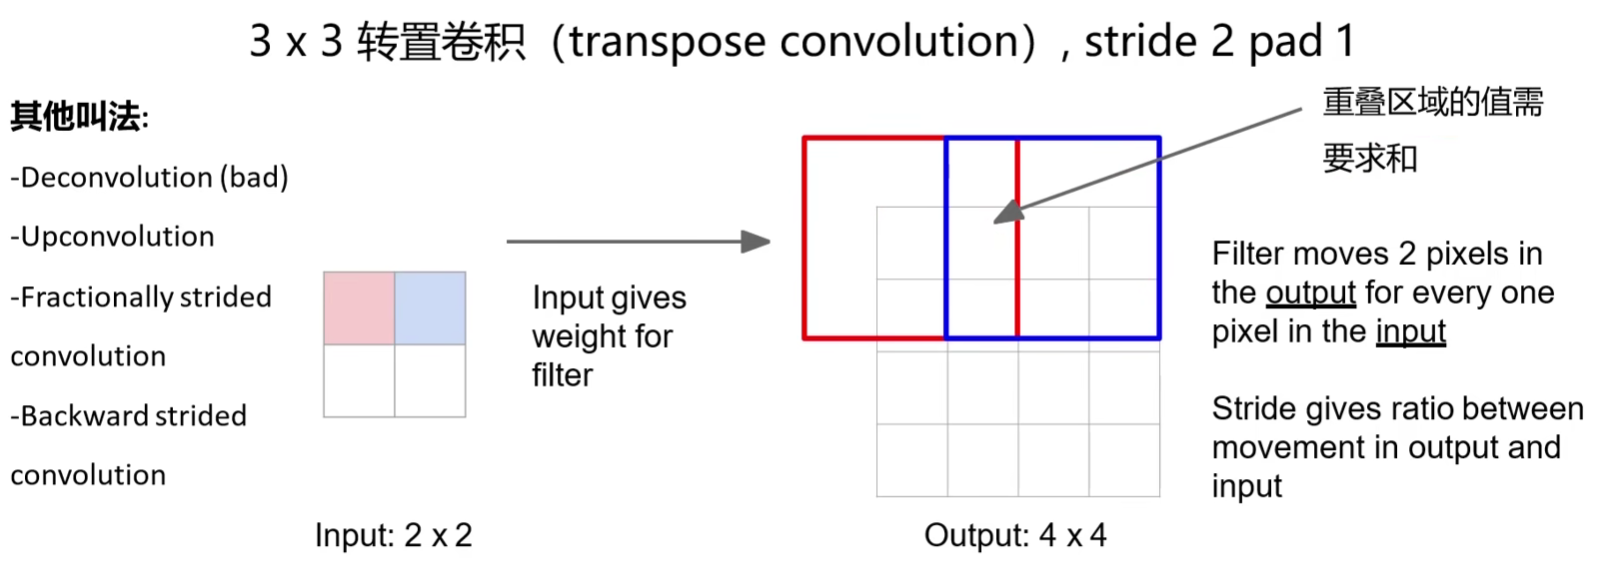 3 x 3 转置卷积（transpose convolution）, stride 2 pad 1
其他叫法:
-Deconvolution (bad)
-Upconvolution
-Fractionally strided
convolution
-Backward strided
convolution
Input: 2 x 2
Input gives
weight for
filter
Output: 4 x 4
重叠区域的值需
要求和
Filter moves 2 pixels in
the output for every one
pixel in the input
Stride gives ratio between
movement in output and
input